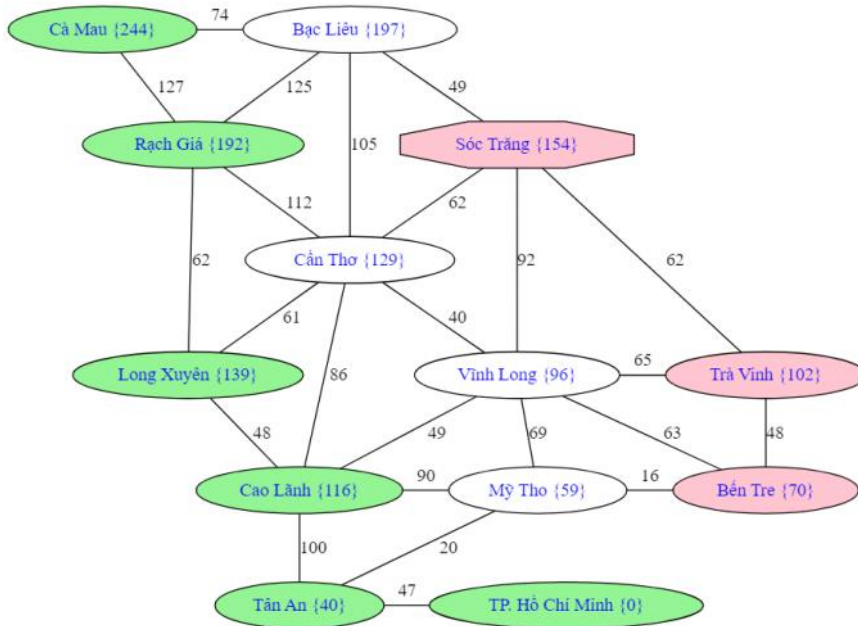 74
Cà Mau {244}
Bạc Liêu {197}
127
125
49
Rạch Giá {192}
105
Sóc Trăng {154}
112
62
Cần Thơ {129}
62
92
62
61
40
Long Xuyên {139}
86
Vĩnh Long {96}
65
Trà Vinh {102}
48
49
69
63
48
Cao Lãnh {116}
90
Mỹ Tho {59}
16
Bến Tre {70}
100
20
Tân An {40}
47
TP. Hồ Chí Minh {0}